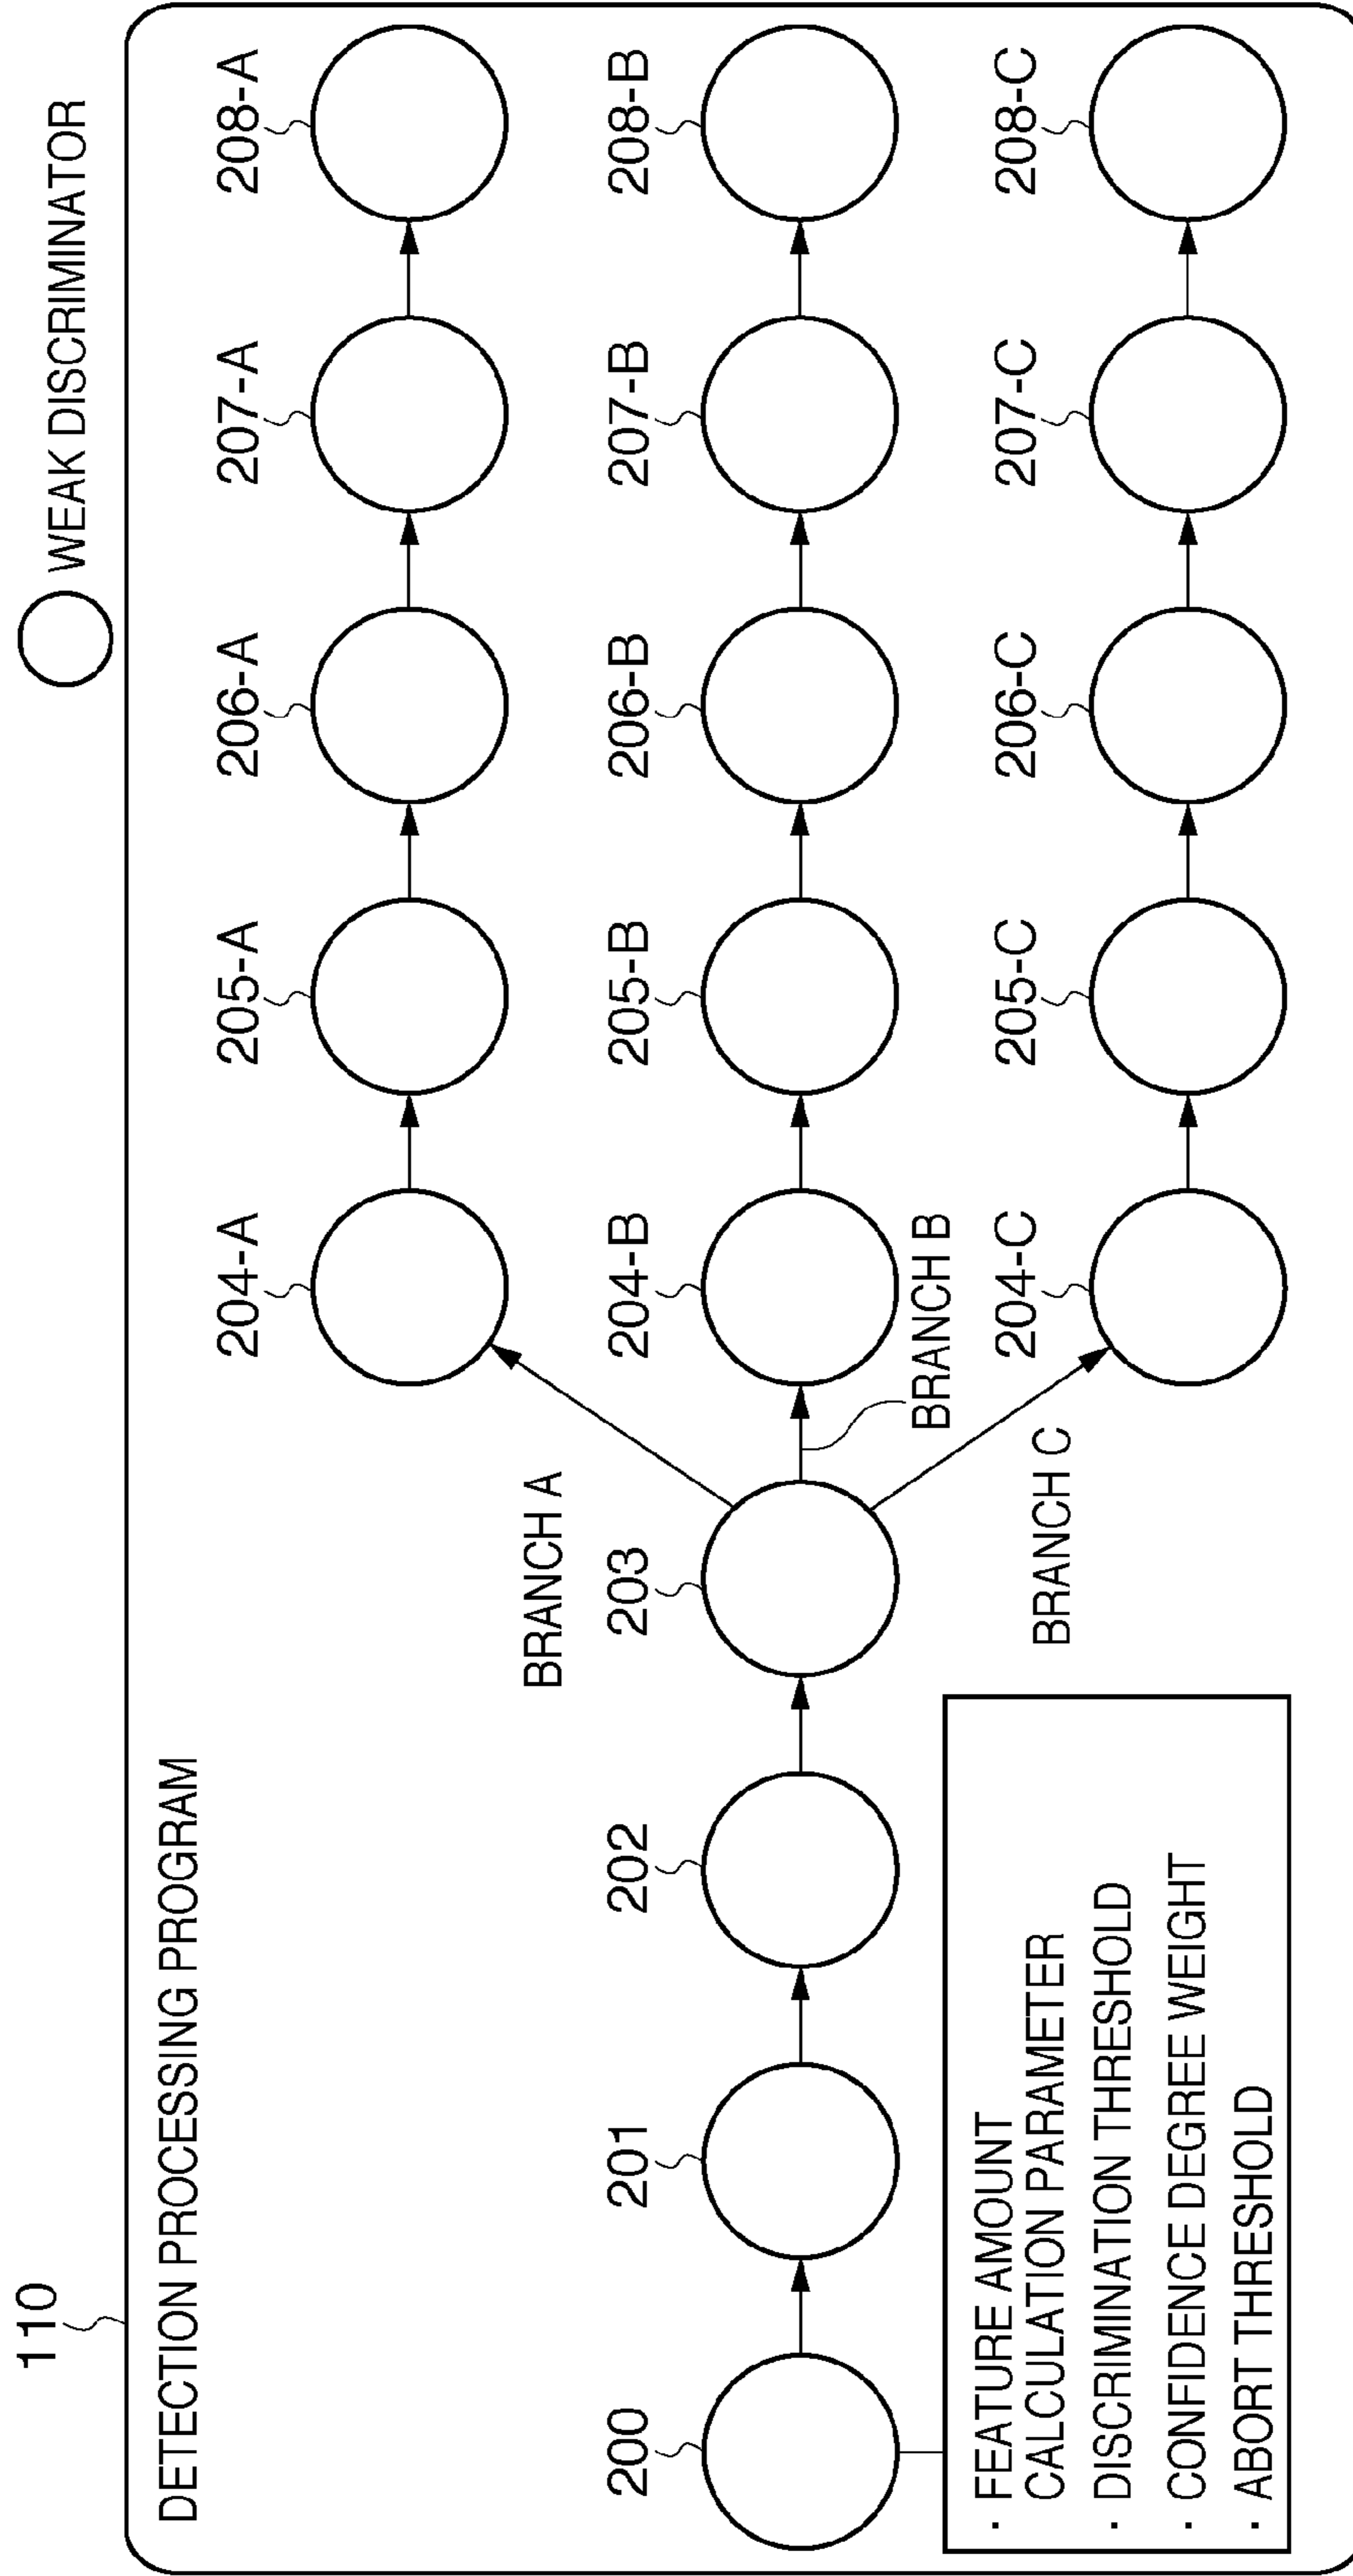 110
WEAK DISCRIMINATOR
DETECTION PROCESSING PROGRAM
204-A
205-A
206-A
207-A
208-A
BRANCH A
200
201
202
203
204-B
205-B
206-B
207-B
208-B
BRANCH B
BRANCH C
204-C
205-C
206-C
207-C
208-C
· FEATURE AMOUNT
CALCULATION PARAMETER
· DISCRIMINATION THRESHOLD
· CONFIDENCE DEGREE WEIGHT
· ABORT THRESHOLD